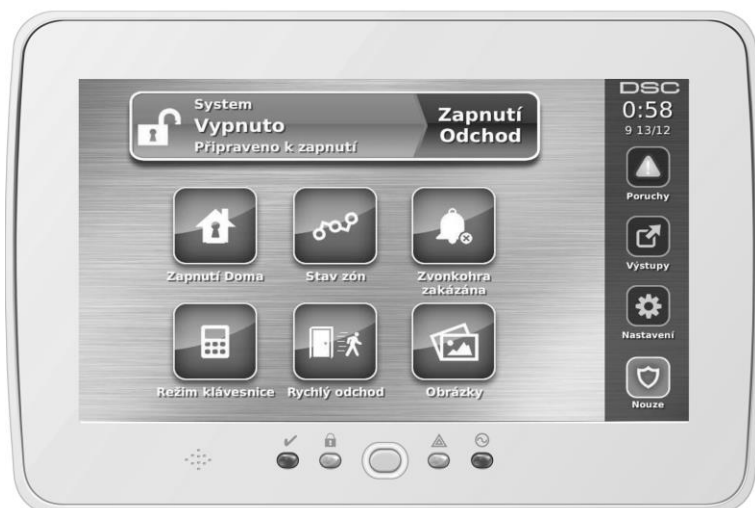 System
Vypnuto
Připraveno k zapnutí
Zapnutí
Odchod
Zapnutí Doma
Stav zón
Zvonkohra
zakázána
Režim klávesnice
Rychlý odchod
Obrázky
DSC
0:58
9 13/12
Poruchy
Výstupy
Nastavení
Nouze